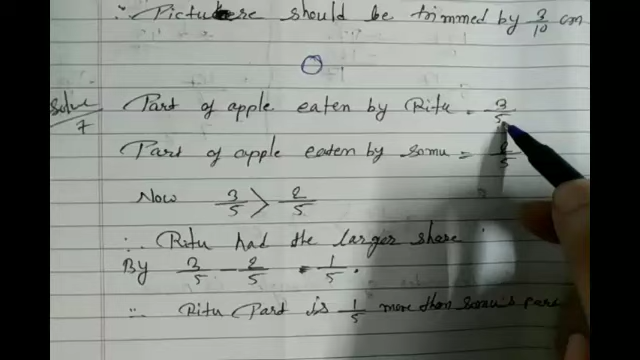 ∴ Picture should be trimmed by 3/10 cm
Solve
7
Part of apple eaten by Ritu = 3/5
Part of apple eaten by Somu = 2/5
Now 3/5 > 2/5
∴ Ritu had the larger share
By 3/5 - 2/5 = 1/5.
∴ Ritu Part is 1/5 more than Somu's part